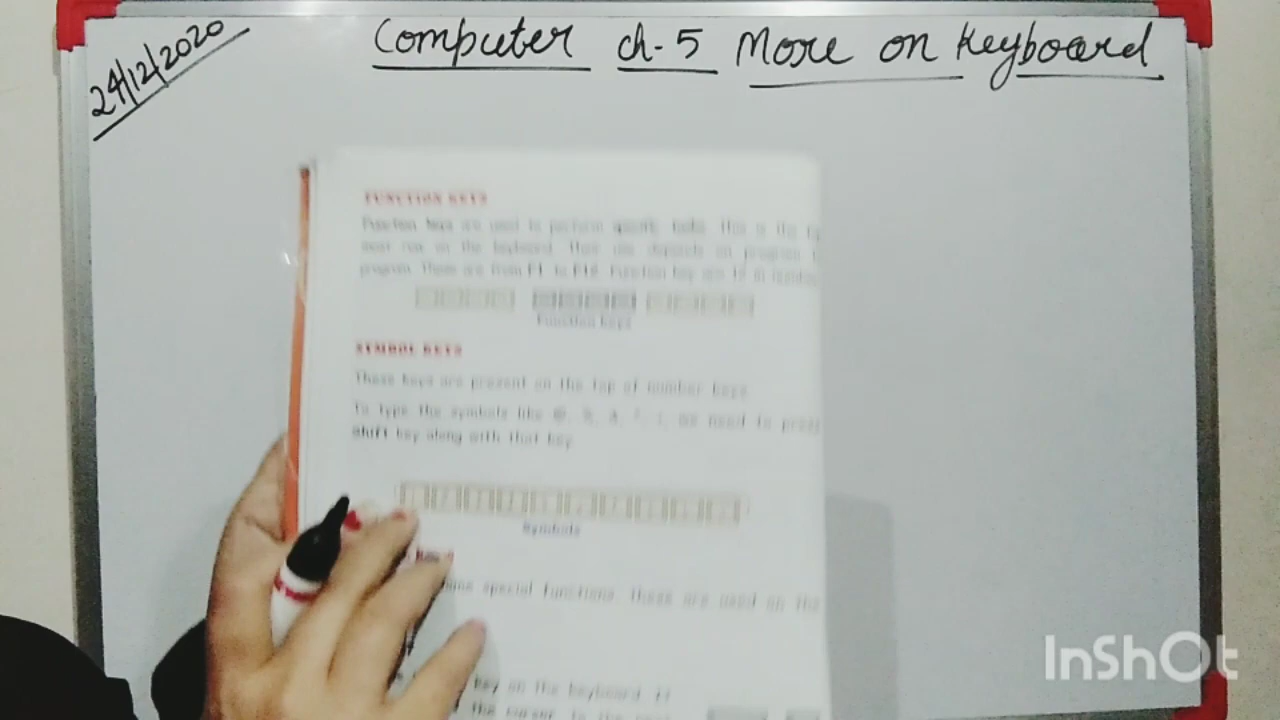 24/12/2020
Computer ch-5 More on Keyboard
FUNCTION KEYS
Function keys are used to perform specific tasks. This is the
most row on the keyboard. Their use depends on program
program. These are from F1 to F12. Function key are 12 in
Function keys
SYMBOL KEYS
These keys are present on the top of number keys
To type the symbols like @, we need to press
shift key along with that key
Symbols
special functions. These are used on the
key on the keyboard. It
the cursor to the
InShOt